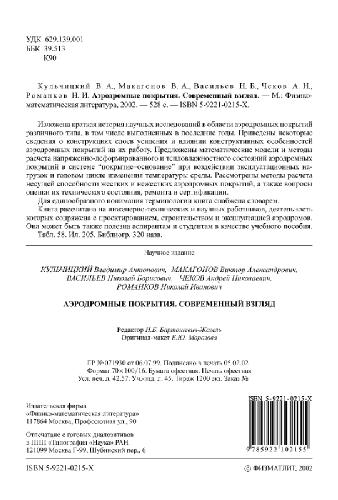 УДК 629.139.001
ББК 39.513
К90
Кульчицкий В. А., Макагонов В. А., Васильев Н. Б., Чеков А. Н.,
Романков Н. И. Аэродромные покрытия. Современный взгляд. — М.: Физико-
математическая литература, 2002. — 528 с. — ISBN 5-9221-0215-X.
Изложена краткая история научных исследований в области аэродромных покрытий
различного типа, в том числе выполненных в последние годы. Приведены некоторые
сведения о конструкциях слоев усиления и влиянии конструктивных особенностей
аэродромных покрытий на их работу. Предложены математические модели и методы
расчета напряженно-деформированного и тепловлажностного состояний аэродромных
покрытий в системе "покрытие-основание" при воздействии эксплуатационных на-
грузок и годовом цикле изменения температуры среды. Рассмотрены методы расчета
несущей способности жестких и нежестких аэродромных покрытий, а также вопросы
оценки их технического состояния, ремонта и сертификации.
Для единообразного понимания терминологии книга снабжена словарем.
Книга рассчитана на инженерно-технических и научных работников, деятельность
которых сопряжена с проектированием, строительством и эксплуатацией аэродромов.
Она может быть также полезна аспирантам и студентам в качестве учебного пособия.
Табл. 58. Ил. 205. Библиогр. 320 назв.
Научное издание
КУЛЬЧИЦКИЙ Владимир Антонович, МАКАГОНОВ Виктор Александрович,
ВАСИЛЬЕВ Николай Борисович, ЧЕКОВ Андрей Николаевич,
РОМАНКОВ Николай Иванович
АЭРОДРОМНЫЕ ПОКРЫТИЯ. СОВРЕМЕННЫЙ ВЗГЛЯД
Редактор
Оригинал-макет
ЛР №071930 от 06.07.99. Подписано в печать 05.02.02.
Формат 70×100/16. Бумага офсетная. Печать офсетная
Усл. печ. л. 42,57. Уч.-изд. л. 45. Тираж 1200 экз. Заказ №
Издательская фирма
«Физико-математическая литература»
117864 Москва, Профсоюзная ул., 90
Отпечатано с готовых диапозитивов
в ППП «Типография «Наука» РАН
121099 Москва Г-99, Шубинский пер., 6
ISBN 5-9221-0215-X
9 785922 102155
ISBN 5-9221-0215-X
© ФИЗМАТЛИТ, 2002